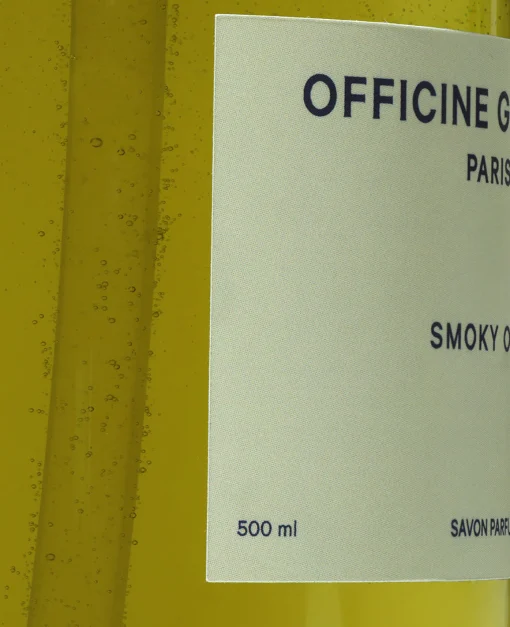 OFFICINE G
PARIS
SMOKY O
500 ml
SAVON PARFU